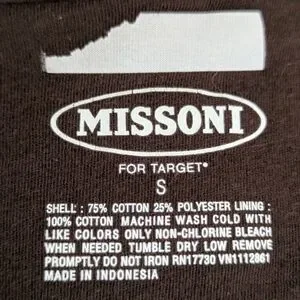 MISSONI
FOR TARGET®
S
SHELL : 75% COTTON 25% POLYESTER LINING :
100% COTTON MACHINE WASH COLD WITH
LIKE COLORS ONLY NON-CHLORINE BLEACH
WHEN NEEDED TUMBLE DRY LOW REMOVE
PROMPTLY DO NOT IRON RN17730 VN1112861
MADE IN INDONESIA